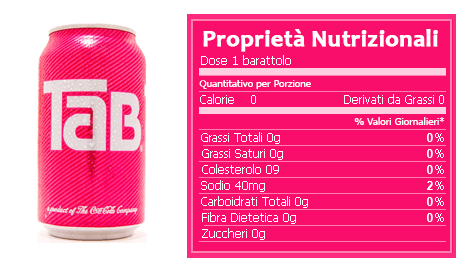 TaB
a product of The Coca-Cola Company
Proprietà Nutrizionali
Dose 1 barattolo
Quantitativo per Porzione
Calorie 0 Derivati da Grassi 0
% Valori Giornalieri*
Grassi Totali 0g 0%
Grassi Saturi 0g 0%
Colesterolo 09 0%
Sodio 40mg 2%
Carboidrati Totali 0g 0%
Fibra Dietetica 0g 0%
Zuccheri 0g